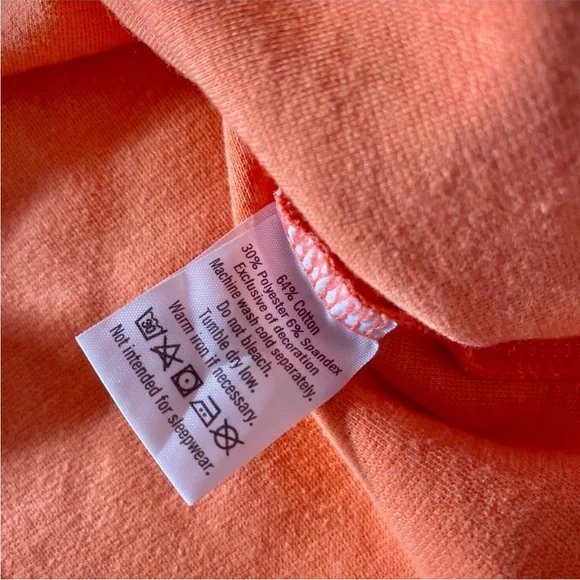 64% Cotton
30% Polyester 6% Spandex
Exclusive of decoration
Machine wash cold separately.
Do not bleach.
Tumble dry low.
Warm iron if necessary.
30
Not intended for sleepwear.